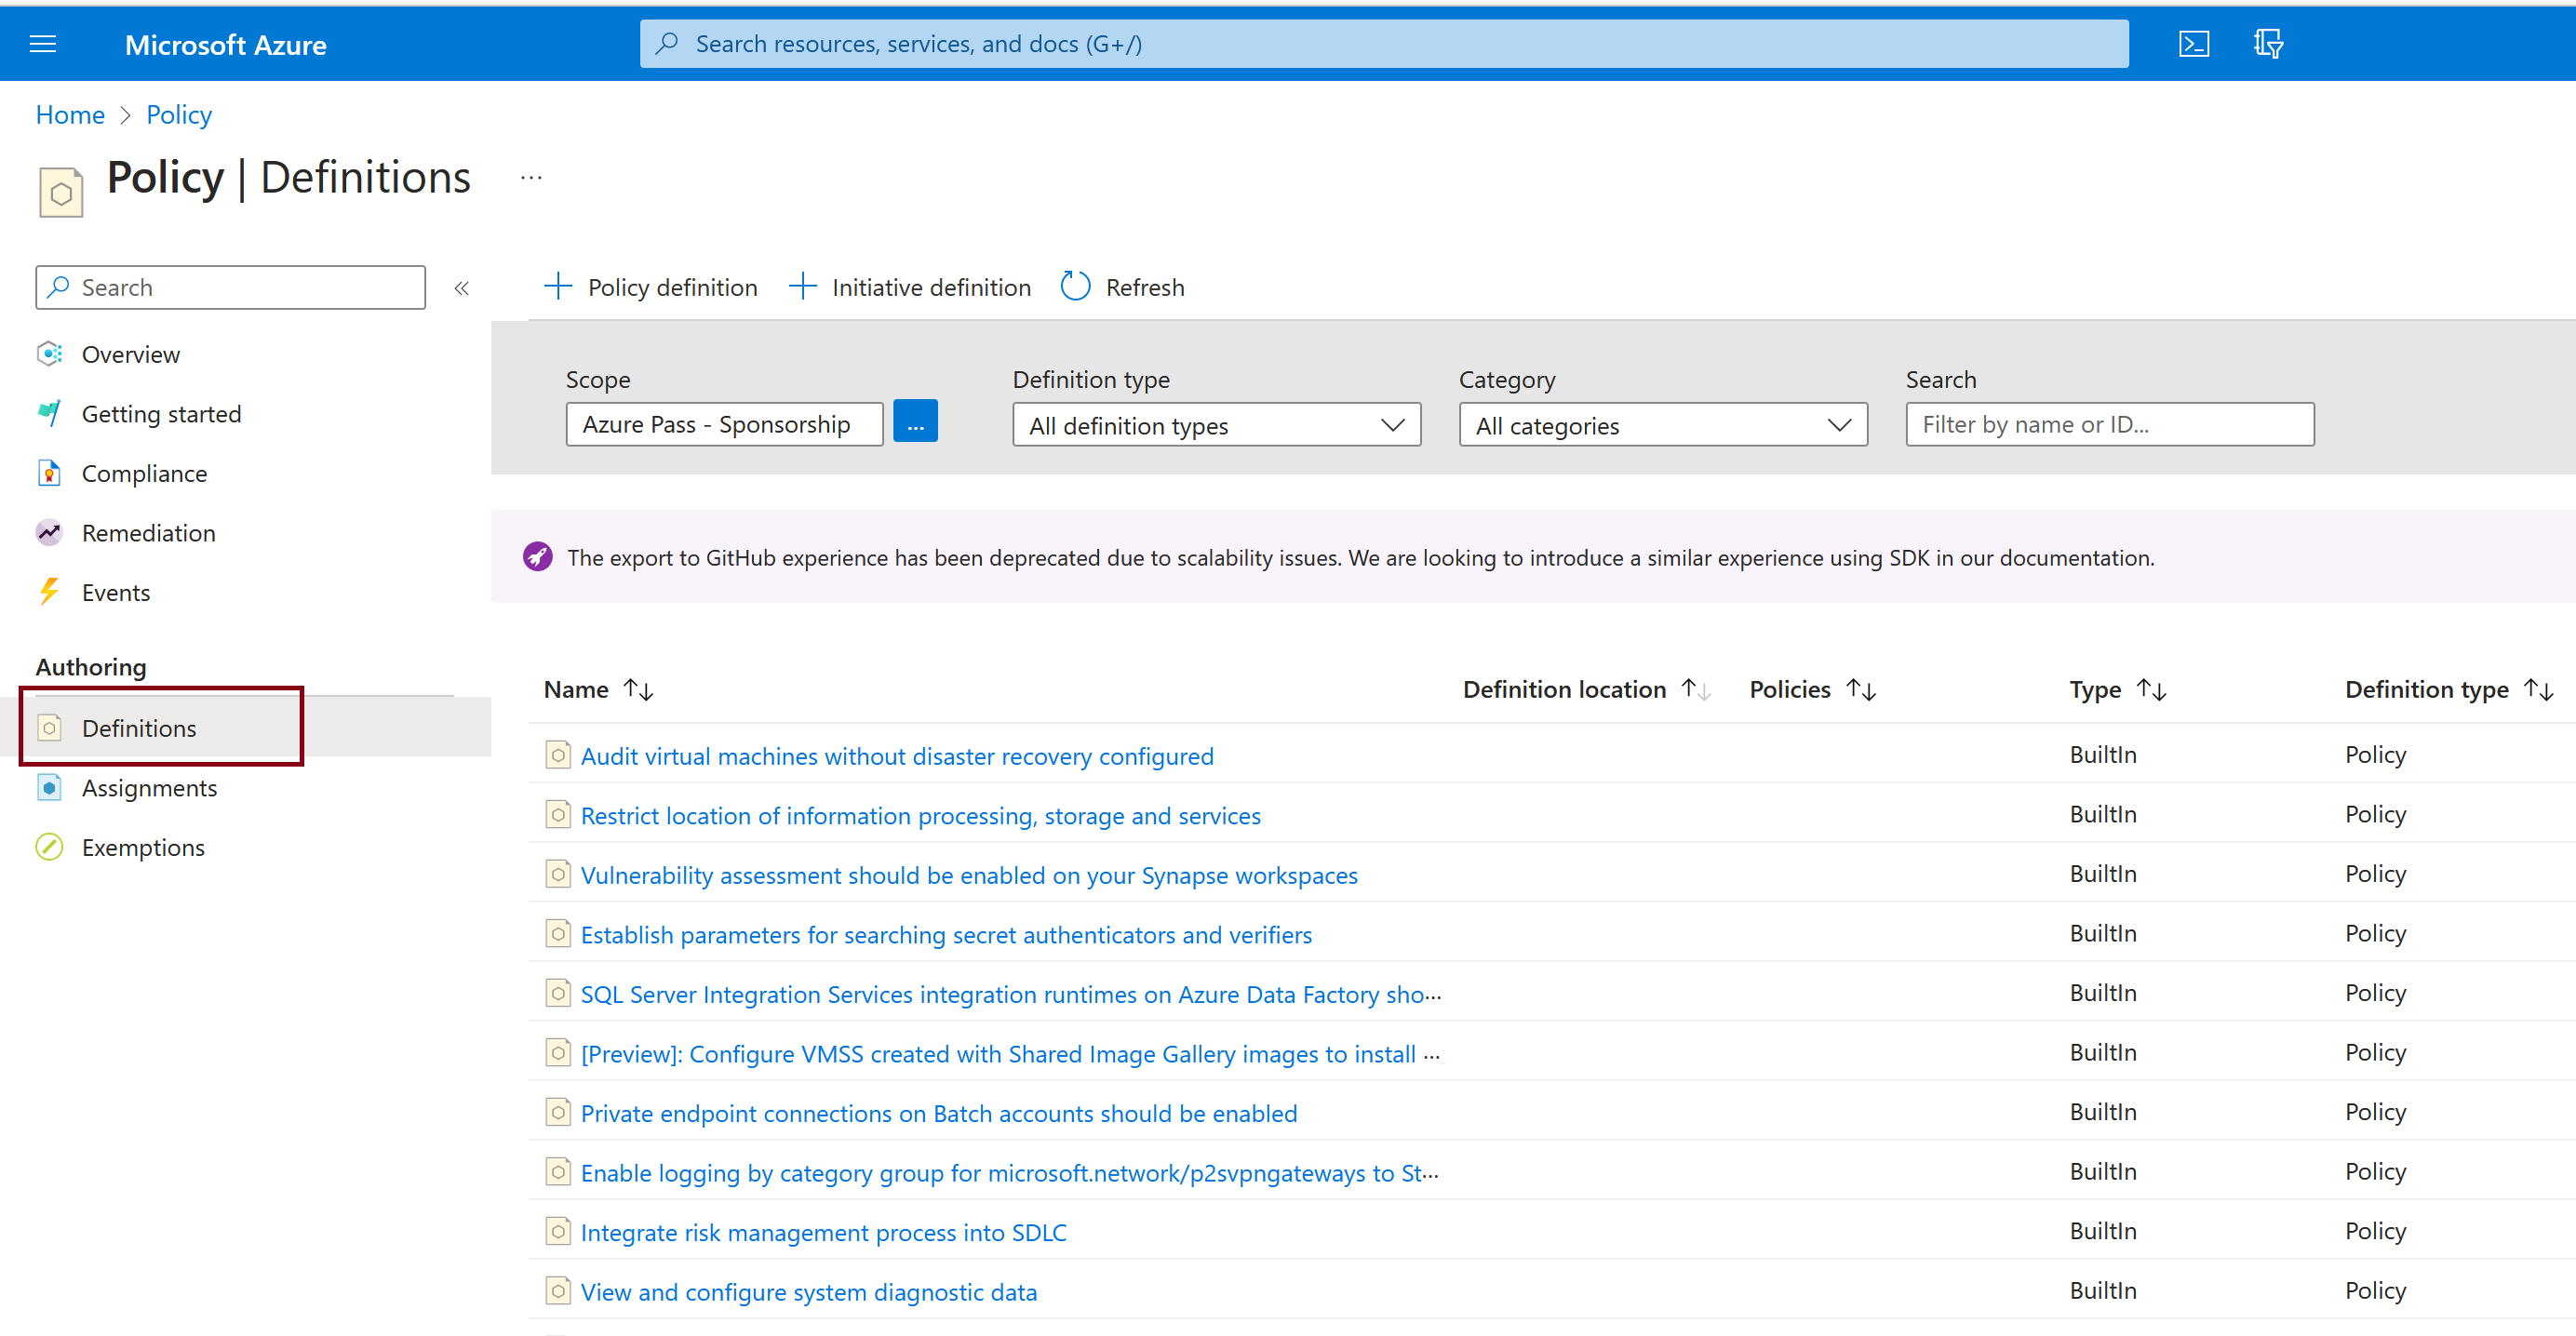 Microsoft Azure
Search resources, services, and docs (G+/)
Home > Policy
Policy | Definitions ...
Search «
Overview
Getting started
Compliance
Remediation
Events
Authoring
Definitions
Assignments
Exemptions
+ Policy definition + Initiative definition Refresh
Scope Definition type Category Search
Azure Pass - Sponsorship ... All definition types All categories Filter by name or ID...
The export to GitHub experience has been deprecated due to scalability issues. We are looking to introduce a similar experience using SDK in our documentation.
Name ↑↓ Definition location ↑↓ Policies ↑↓ Type ↑↓ Definition type ↑↓
Audit virtual machines without disaster recovery configured BuiltIn Policy
Restrict location of information processing, storage and services BuiltIn Policy
Vulnerability assessment should be enabled on your Synapse workspaces BuiltIn Policy
Establish parameters for searching secret authenticators and verifiers BuiltIn Policy
SQL Server Integration Services integration runtimes on Azure Data Factory sho... BuiltIn Policy
[Preview]: Configure VMSS created with Shared Image Gallery images to install ... BuiltIn Policy
Private endpoint connections on Batch accounts should be enabled BuiltIn Policy
Enable logging by category group for microsoft.network/p2svpngateways to St... BuiltIn Policy
Integrate risk management process into SDLC BuiltIn Policy
View and configure system diagnostic data BuiltIn Policy